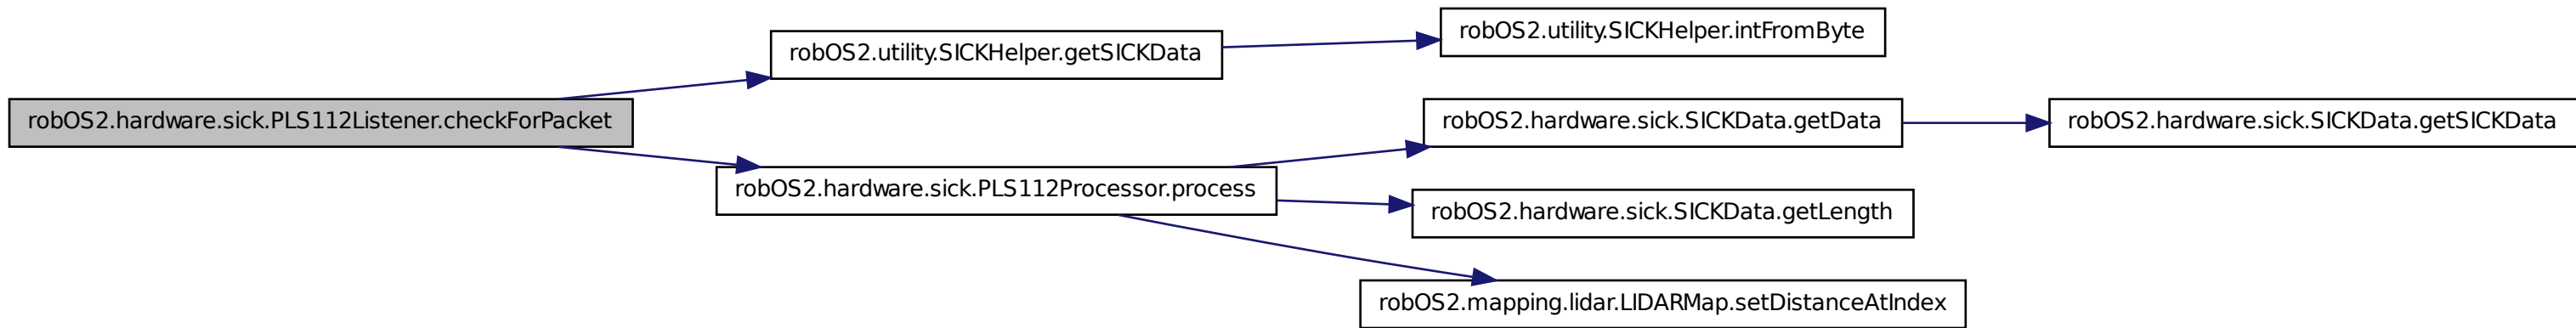 robOS2.hardware.sick.PLS112Listener.checkForPacket
robOS2.utility.SICKHelper.getSICKData
robOS2.utility.SICKHelper.intFromByte
robOS2.hardware.sick.PLS112Processor.process
robOS2.hardware.sick.SICKData.getData
robOS2.hardware.sick.SICKData.getSICKData
robOS2.hardware.sick.SICKData.getLength
robOS2.mapping.lidar.LIDARMap.setDistanceAtIndex